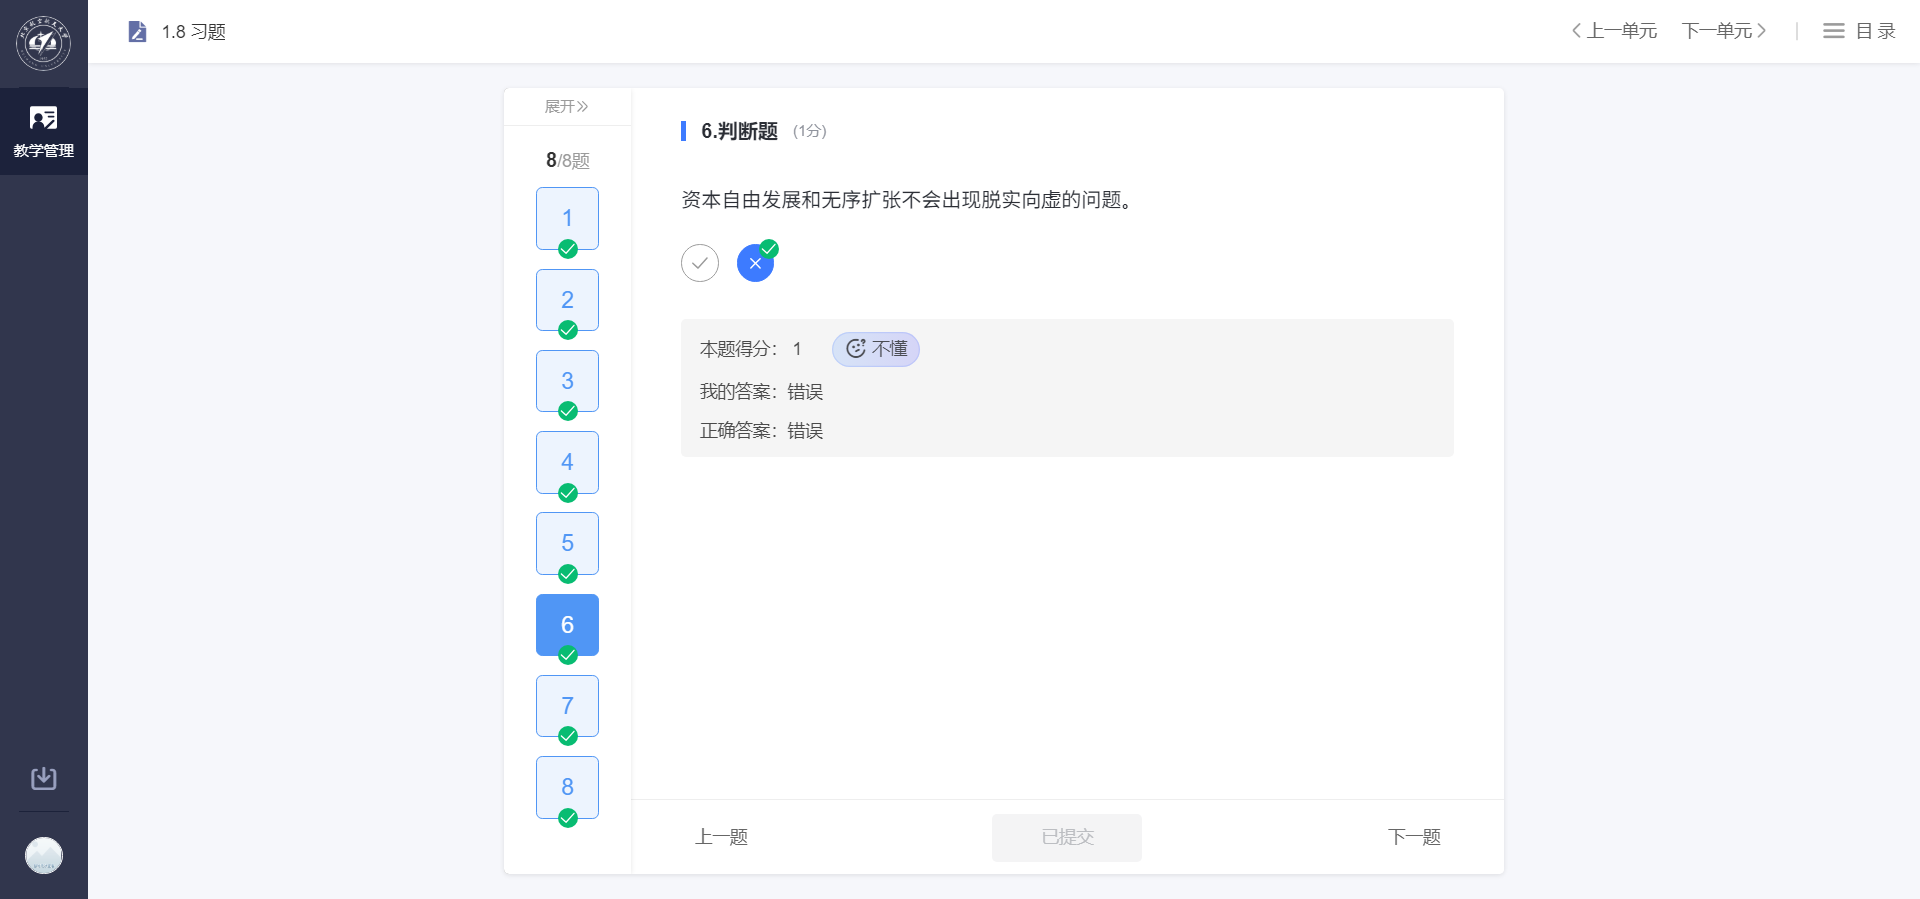 1.8 习题
上一单元 下一单元 目录
教学管理
展开
8/8题
1
2
3
4
5
6
7
8
6.判断题 (1分)
资本自由发展和无序扩张不会出现脱实向虚的问题。
本题得分： 1 不懂
我的答案：错误
正确答案：错误
上一题 已提交 下一题